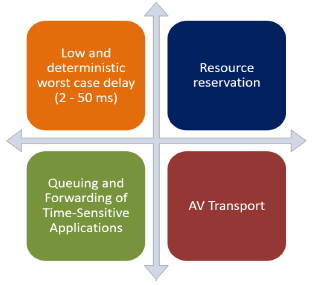 Low and
deterministic
worst case delay
(2 - 50 ms)
Resource
reservation
Queuing and
Forwarding of
Time-Sensitive
Applications
AV Transport